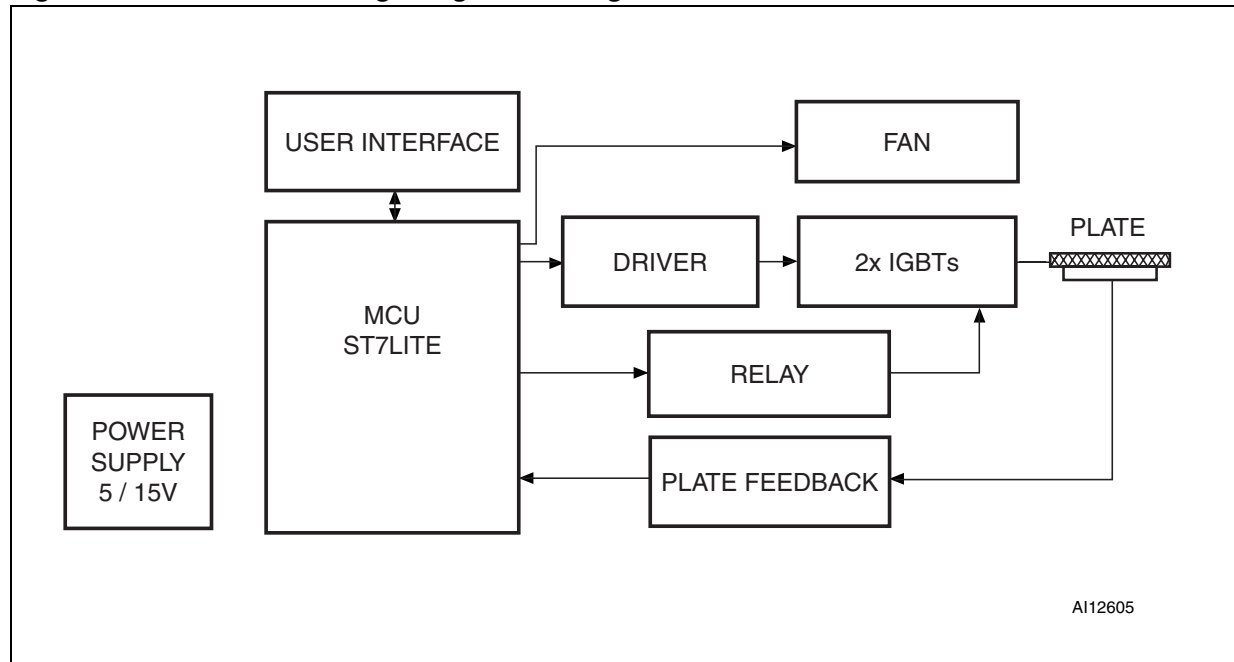 USER INTERFACE
FAN
MCU
ST7LITE
DRIVER
2x IGBTs
PLATE
RELAY
PLATE FEEDBACK
POWER
SUPPLY
5 / 15V
AI12605